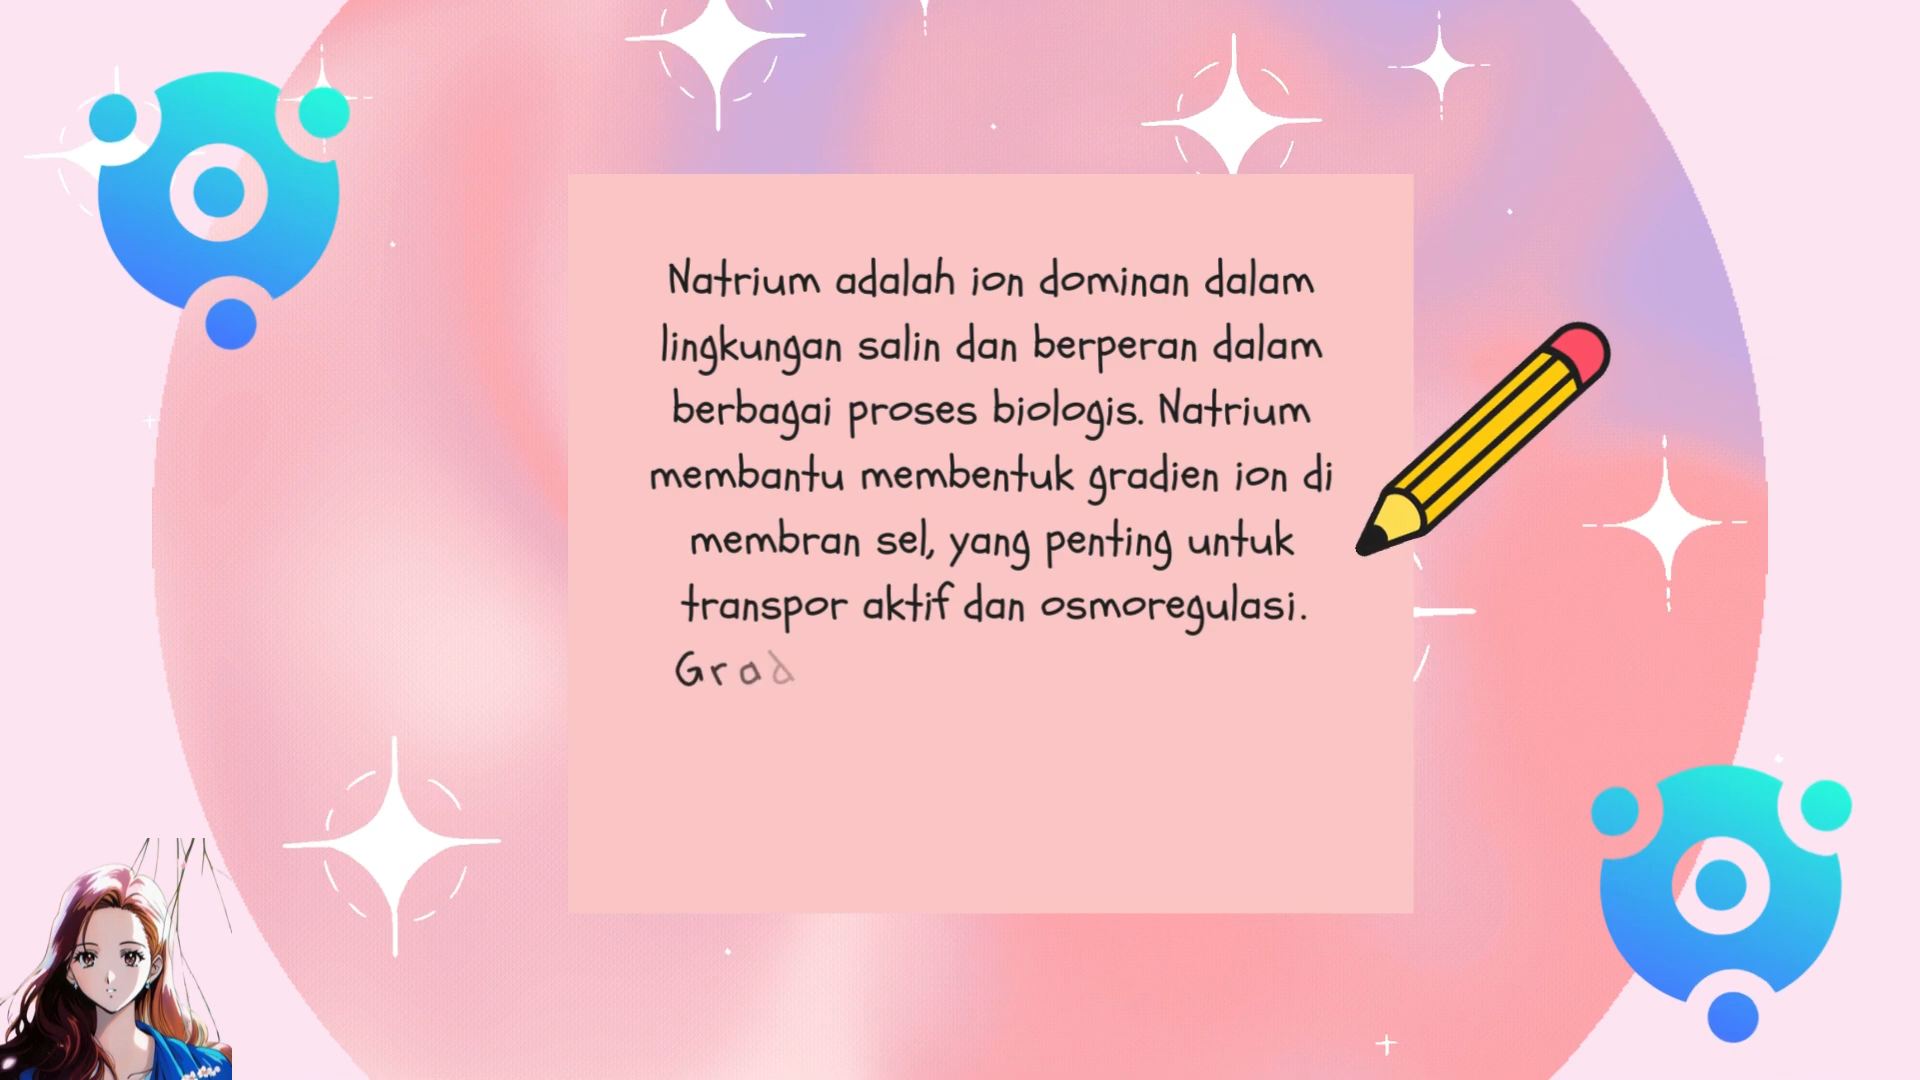 Natrium adalah ion dominan dalam
lingkungan salin dan berperan dalam
berbagai proses biologis. Natrium
membantu membentuk gradien ion di
membran sel, yang penting untuk
transpor aktif dan osmoregulasi.
Grad